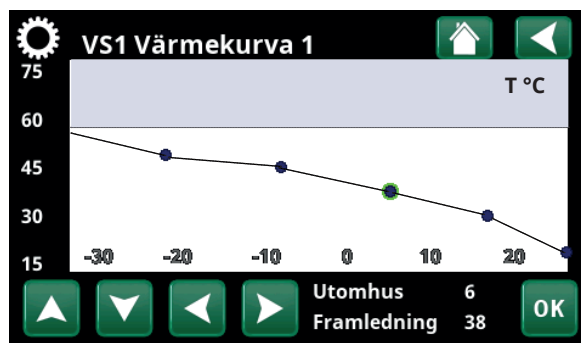 VS1 Värmekurva 1
75
T °C
60
45
30
15
-30 -20 -10 0 10 20
Utomhus 6
Framledning 38
OK